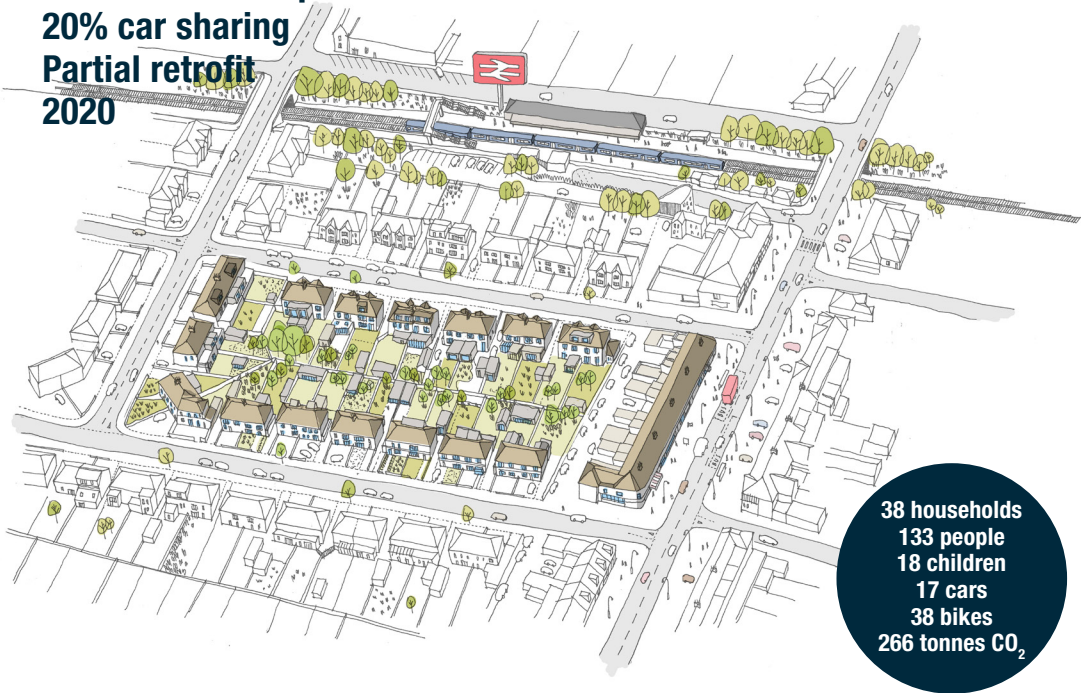 20% car sharing
Partial retrofit
2020
38 households
133 people
18 children
17 cars
38 bikes
266 tonnes CO₂